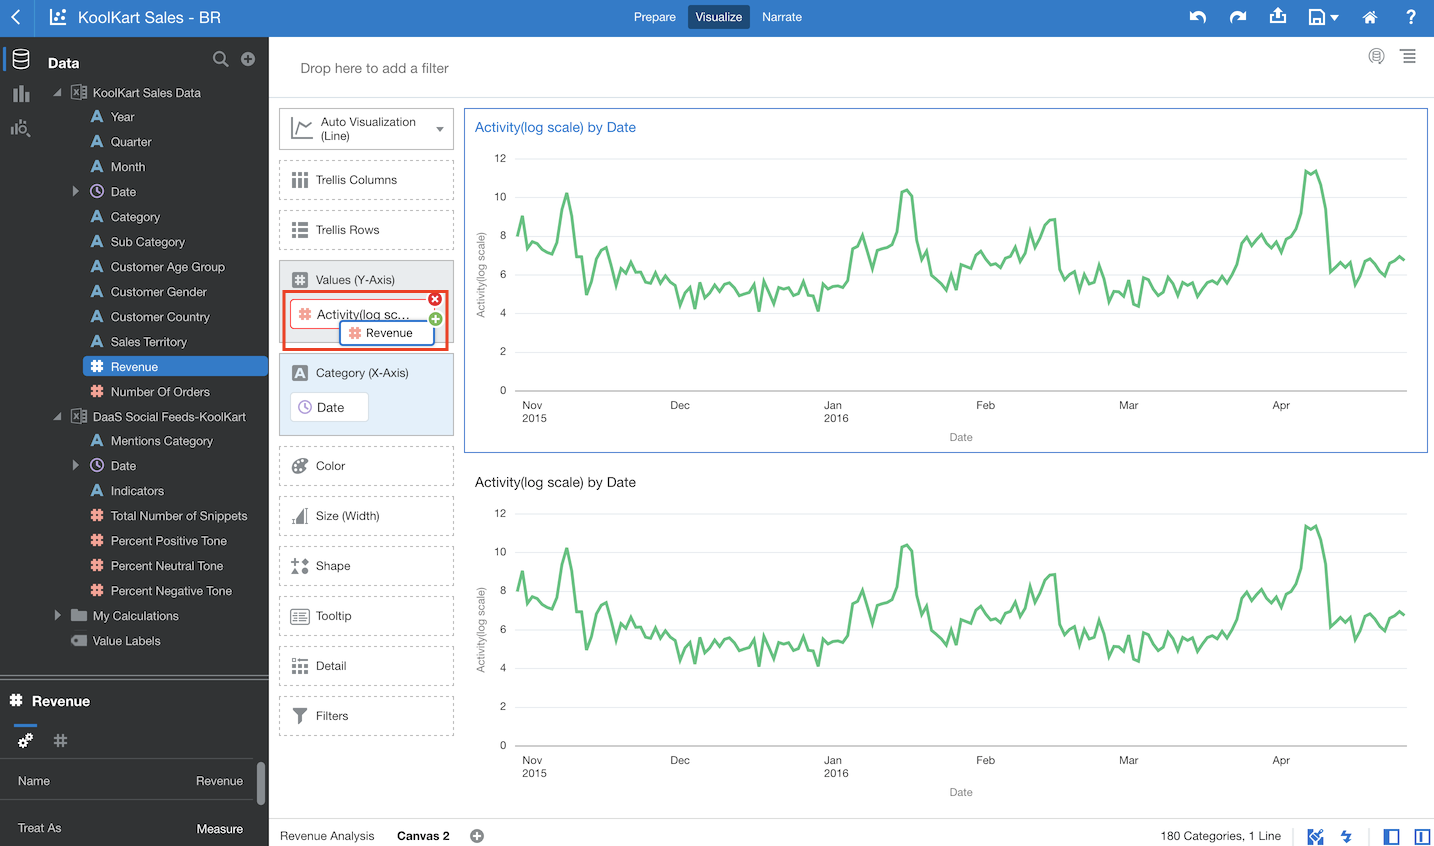 KoolKart Sales - BR
Prepare
Visualize
Narrate
?
Data
KoolKart Sales Data
A Year
A Quarter
A Month
Date
A Category
A Sub Category
A Customer Age Group
A Customer Gender
A Customer Country
A Sales Territory
# Revenue
# Number Of Orders
DaaS Social Feeds-KoolKart
A Mentions Category
Date
A Indicators
# Total Number of Snippets
# Percent Positive Tone
# Percent Neutral Tone
# Percent Negative Tone
My Calculations
Value Labels
# Revenue
#
Name Revenue
Treat As Measure
Drop here to add a filter
Auto Visualization
(Line)
Trellis Columns
Trellis Rows
# Values (Y-Axis)
# Activity(log sc...
# Revenue
A Category (X-Axis)
Date
Color
Size (Width)
Shape
Tooltip
Detail
Filters
Activity(log scale) by Date
Activity(log scale)
12
10
8
6
4
2
0
Nov
2015
Dec
Jan
2016
Feb
Mar
Apr
Date
Activity(log scale) by Date
Activity(log scale)
12
10
8
6
4
2
0
Nov
2015
Dec
Jan
2016
Feb
Mar
Apr
Date
Revenue Analysis
Canvas 2
180 Categories, 1 Line